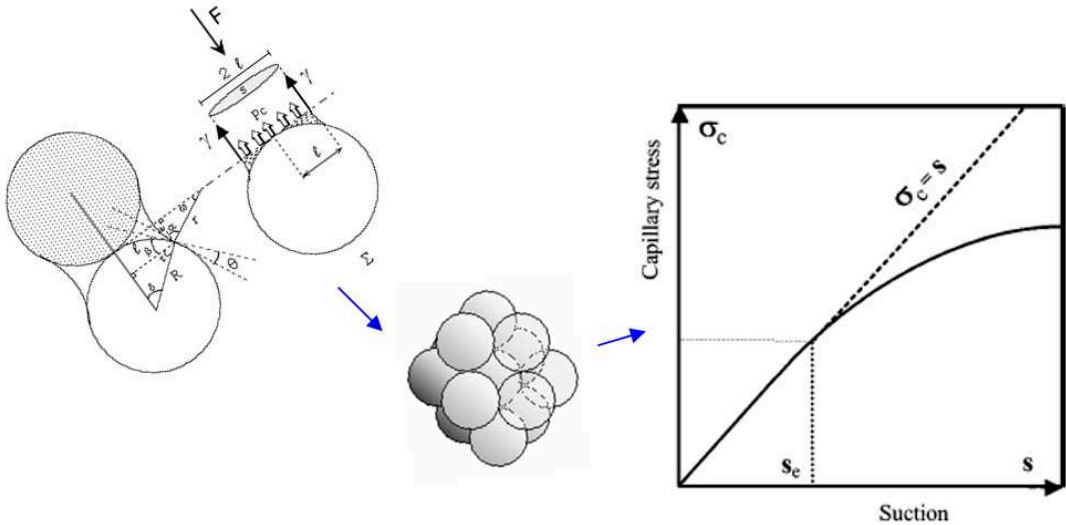 F
2 ℓ
s
γ
Pc
γ
ℓ
r
α
ℓ
β
θ
R
δ
Σ
σc
σc = s
Capillary stress
se
s
Suction